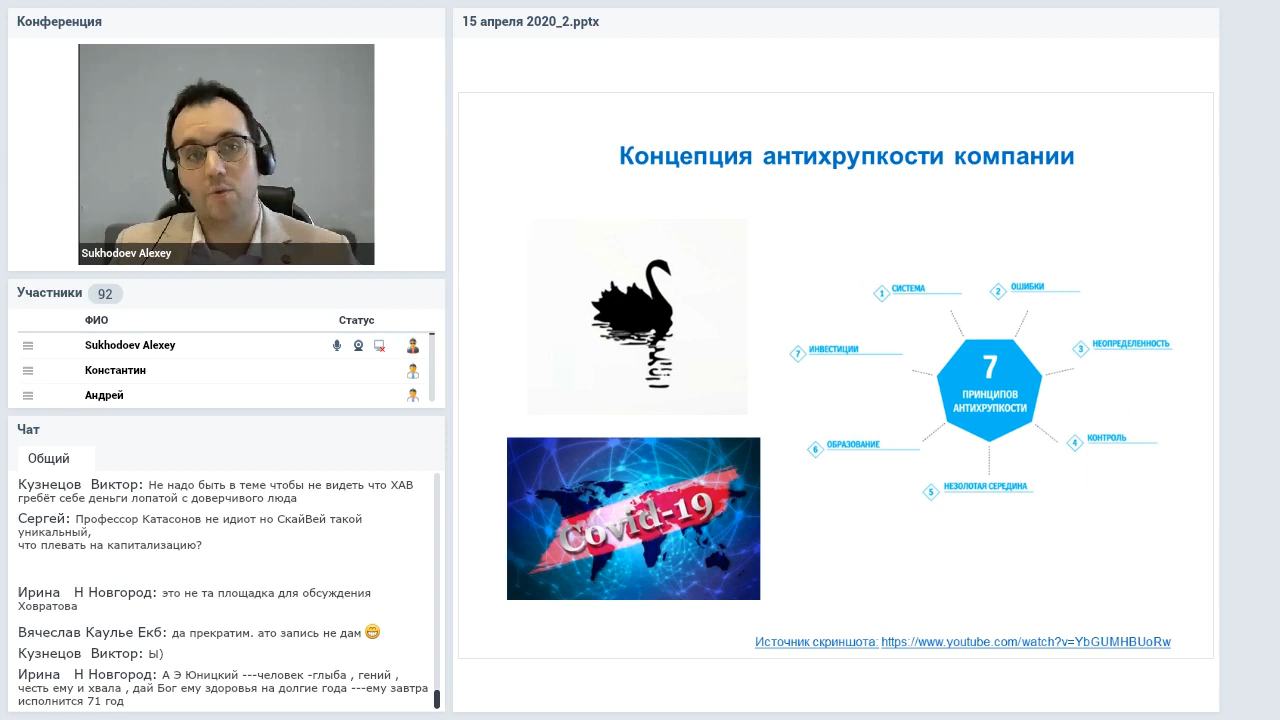 Конференция
Sukhodoev Alexey
Участники 92
ФИО Статус
Sukhodoev Alexey
Константин
Андрей
Чат
Общий
Кузнецов Виктор: Не надо быть в теме чтобы не видеть что ХАВ
гребёт себе деньги лопатой с доверчивого люда
Сергей: Профессор Катасонов не идиот но СкайВей такой
уникальный,
что плевать на капитализацию?
Ирина Н Новгород: это не та площадка для обсуждения
Ховратова
Вячеслав Каулье Екб: да прекратим. ато запись не дам
Кузнецов Виктор: Ы)
Ирина Н Новгород: А Э Юницкий ---человек -глыба , гений ,
честь ему и хвала , дай Бог ему здоровья на долгие года ---ему завтра
исполнится 71 год
15 апреля 2020_2.pptx
Концепция антихрупкости компании
Covid-19
1 СИСТЕМА
2 ОШИБКИ
3 НЕОПРЕДЕЛЕННОСТЬ
4 КОНТРОЛЬ
5 НЕЗОЛОТАЯ СЕРЕДИНА
6 ОБРАЗОВАНИЕ
7 ИНВЕСТИЦИИ
7
ПРИНЦИПОВ
АНТИХРУПКОСТИ
Источник скриншота: https://www.youtube.com/watch?v=YbGUMHBUoRw